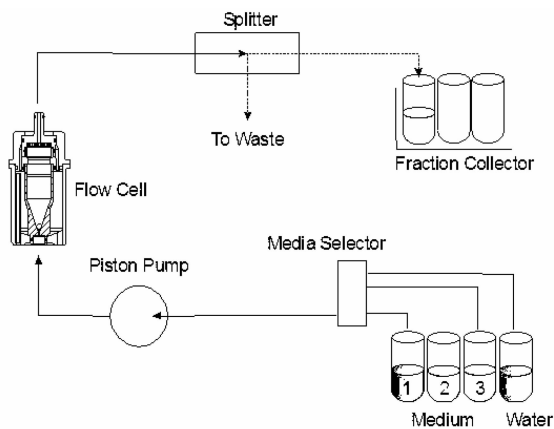 Splitter
To Waste
Fraction Collector
Flow Cell
Media Selector
Piston Pump
1 2 3
Medium Water